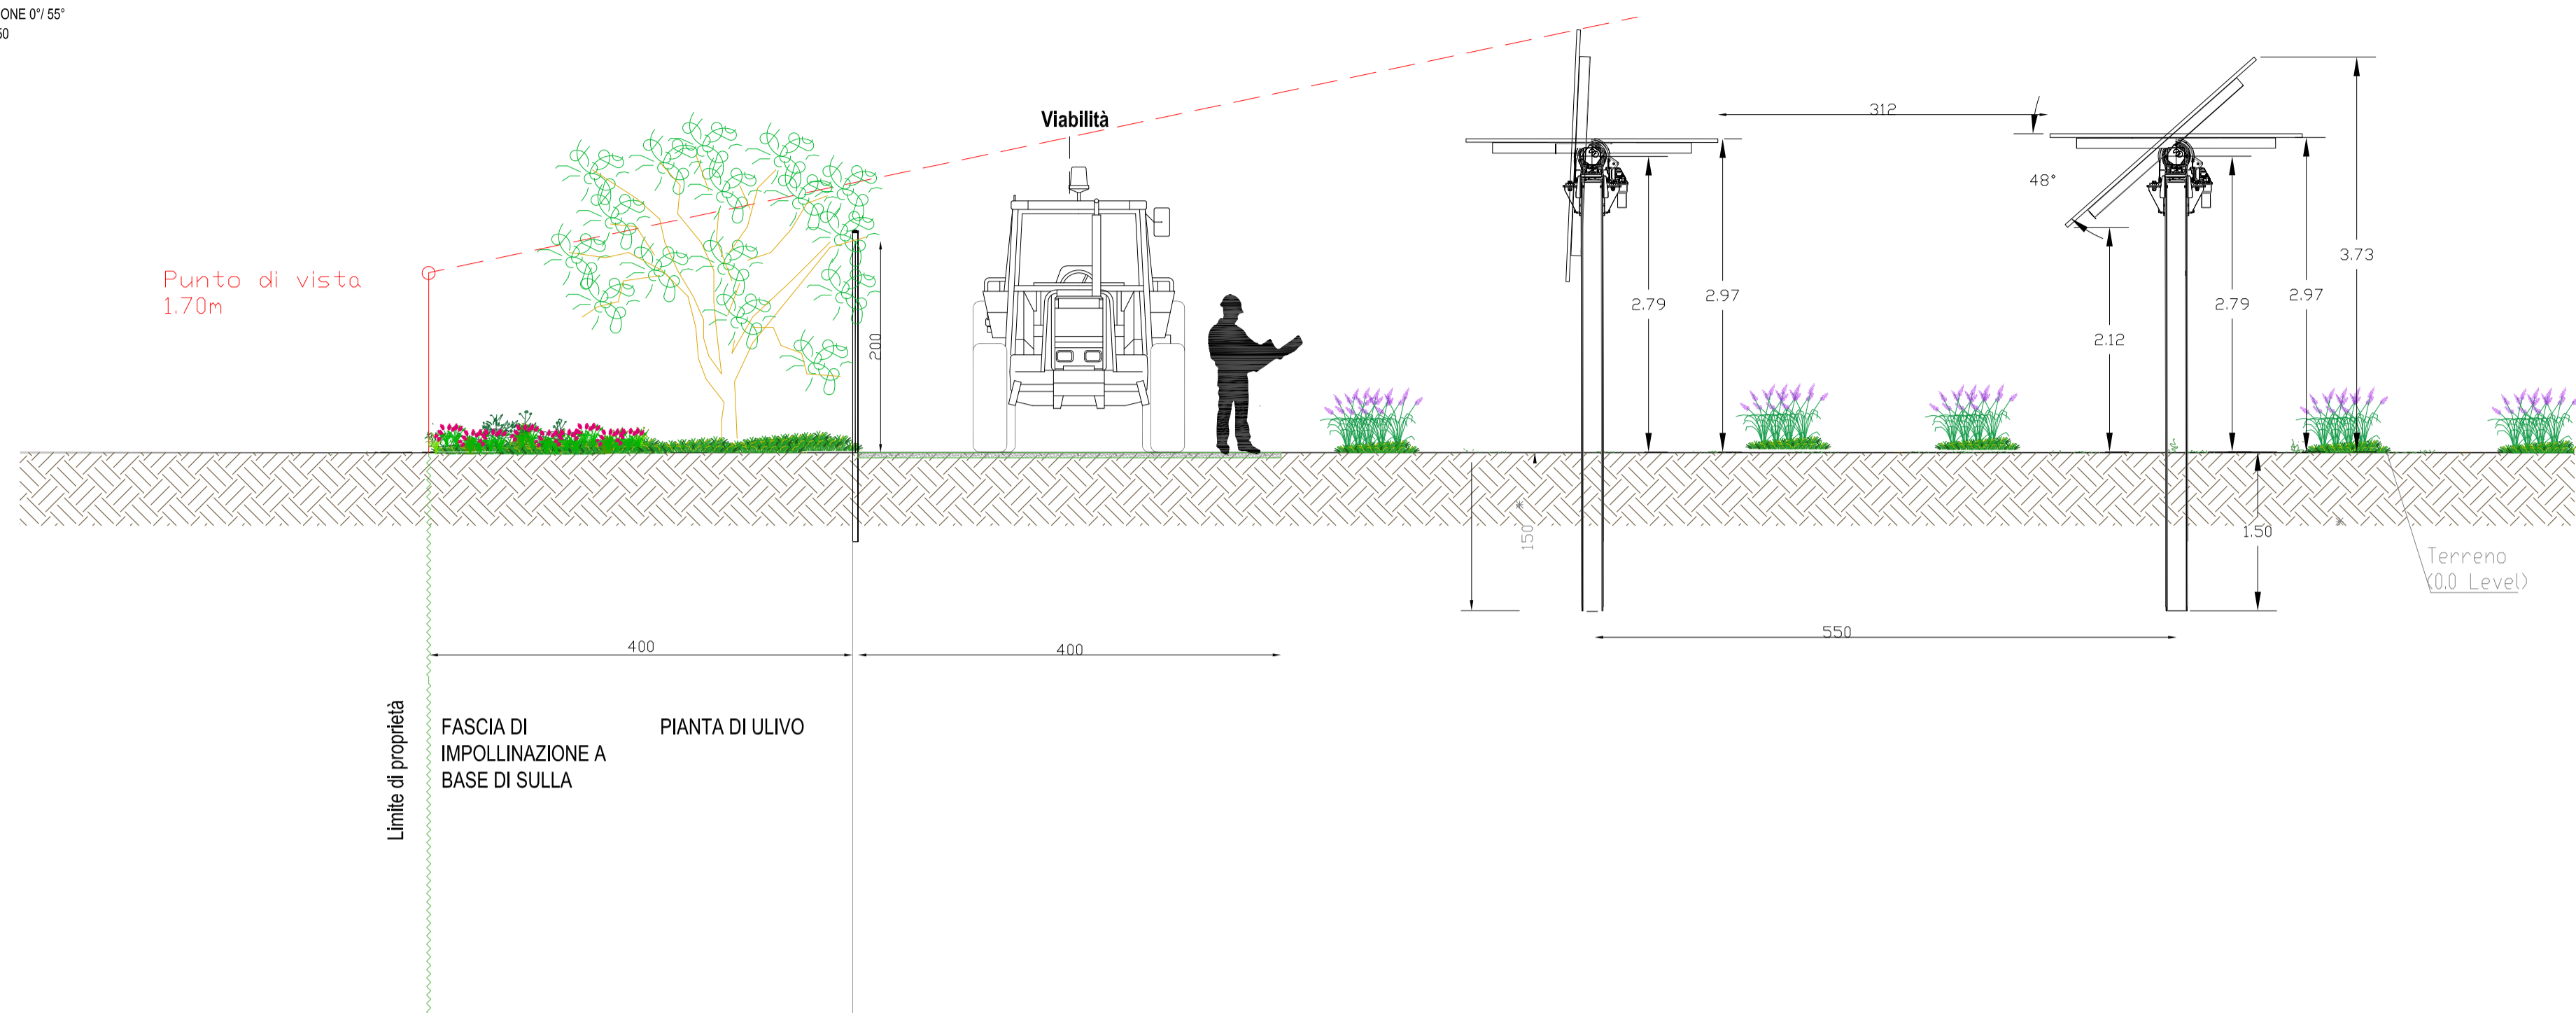 ONE 0°/ 55°
Viabilità
312
48°
Punto di vista
1.70m
200
2.79
2.97
2.12
2.79
2.97
3.73
150
*
*
1.50
Terreno
(0.0 Level)
400
400
550
Limite di proprietà
FASCIA DI
IMPOLLINAZIONE A
BASE DI SULLA
PIANTA DI ULIVO